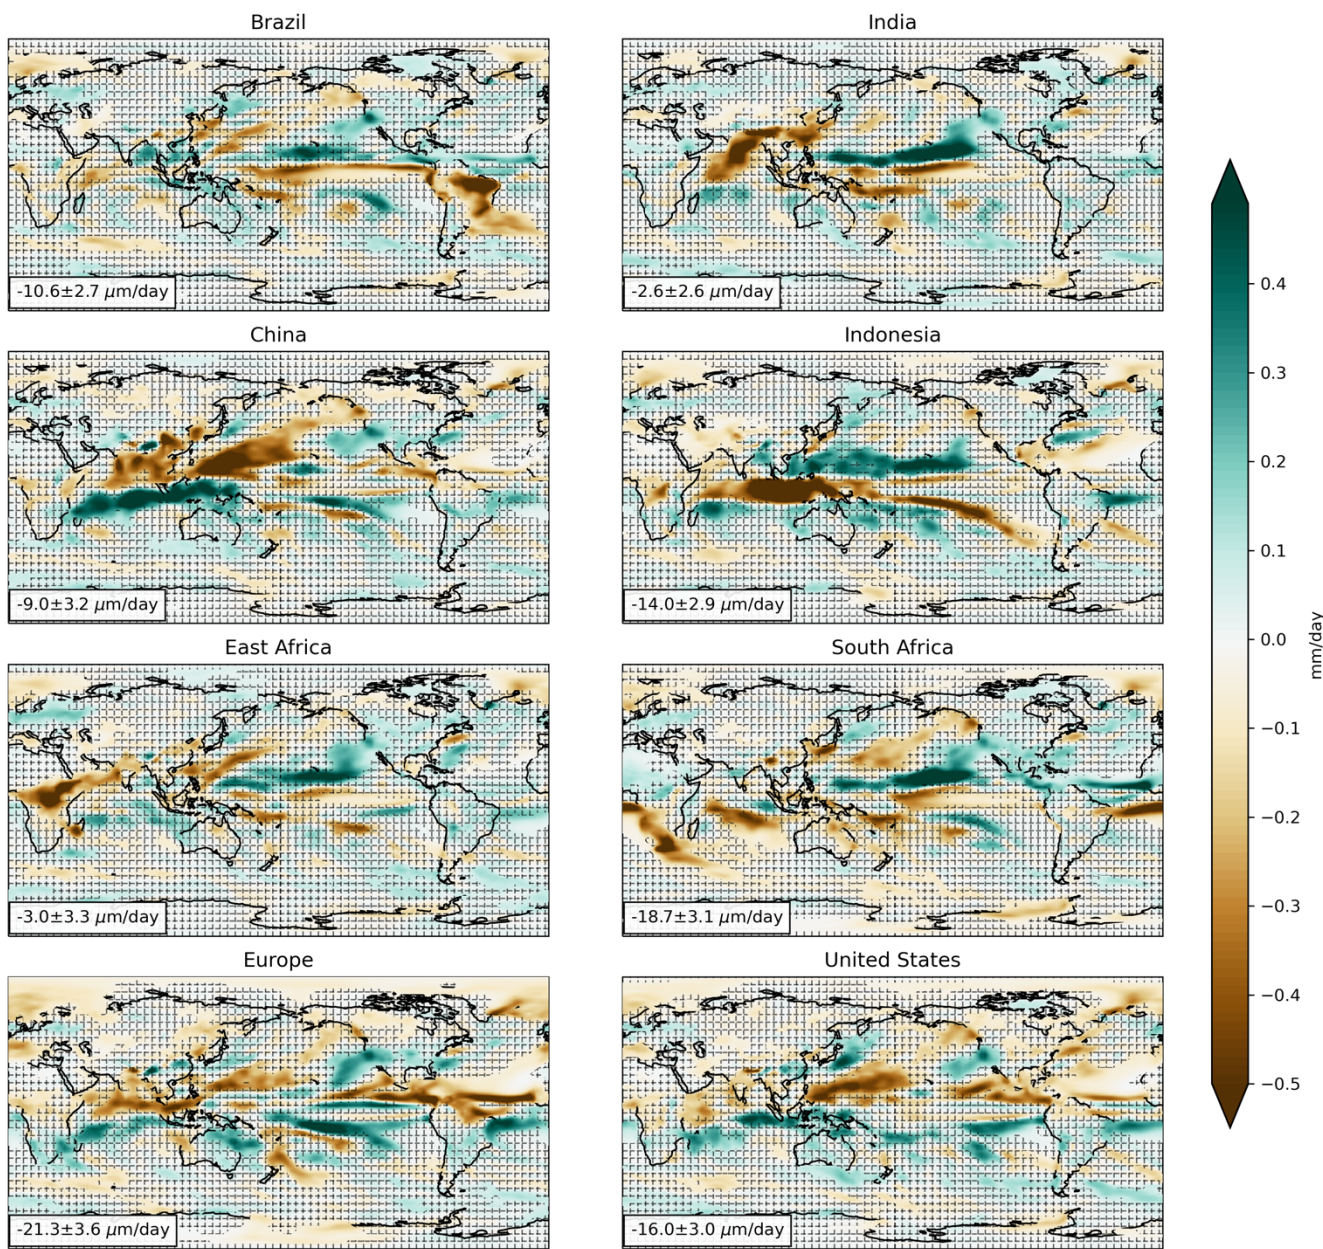 Brazil
India
-10.6±2.7 μm/day
-2.6±2.6 μm/day
China
Indonesia
-9.0±3.2 μm/day
-14.0±2.9 μm/day
East Africa
South Africa
-3.0±3.3 μm/day
-18.7±3.1 μm/day
Europe
United States
-21.3±3.6 μm/day
-16.0±3.0 μm/day
0.4
0.3
0.2
0.1
0.0
−0.1
−0.2
−0.3
−0.4
−0.5
mm/day